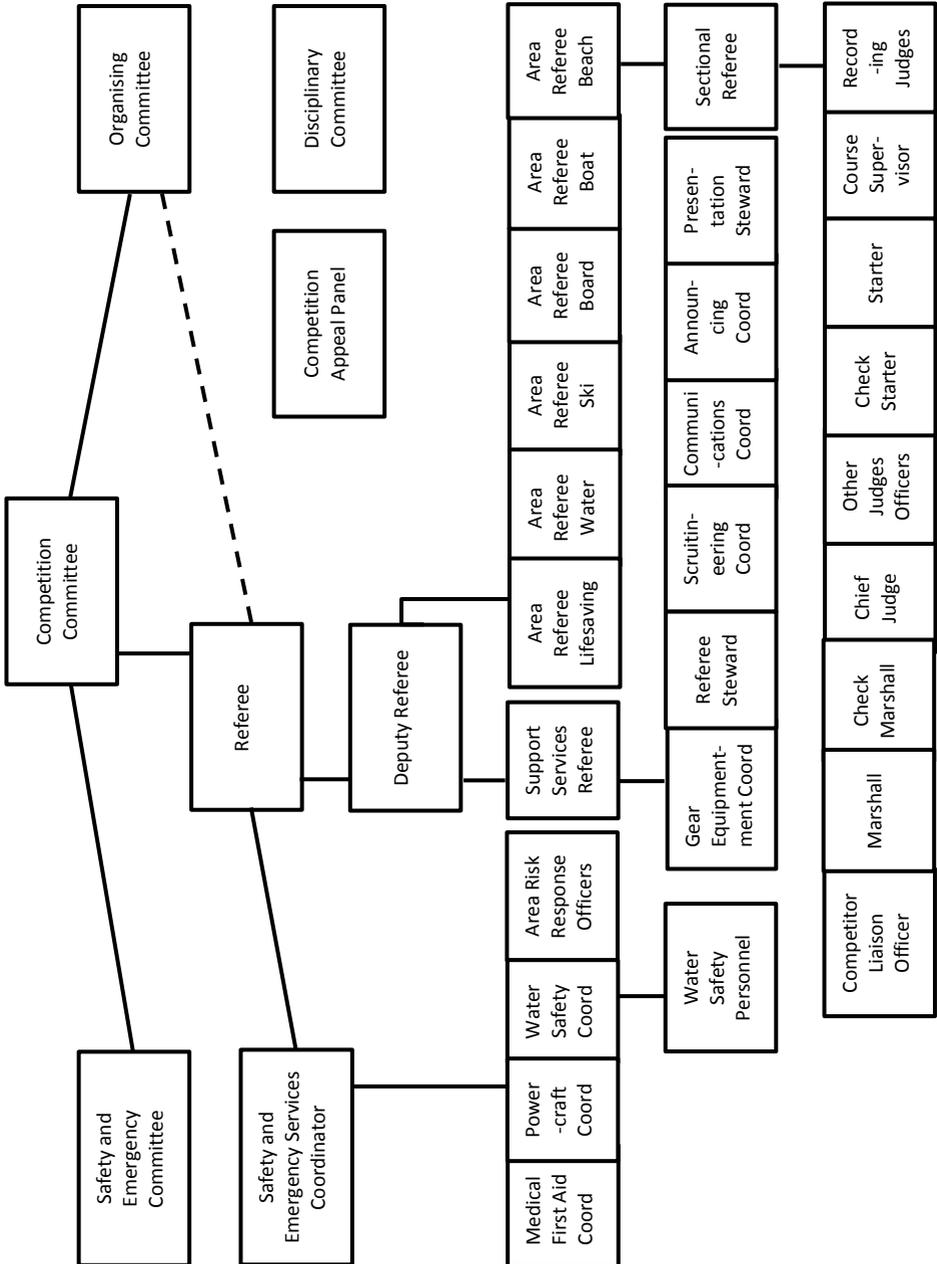 Competition
Committee
Safety and
Emergency
Committee
Organising
Committee
Referee
Safety and
Emergency Services
Coordinator
Competition
Appeal Panel
Disciplinary
Committee
Deputy Referee
Medical
First Aid
Coord
Power
-craft
Coord
Water
Safety
Coord
Area Risk
Response
Officers
Support
Services
Referee
Area
Referee
Lifesaving
Area
Referee
Water
Area
Referee
Ski
Area
Referee
Board
Area
Referee
Boat
Area
Referee
Beach
Water
Safety
Personnel
Gear
Equipment-
ment Coord
Referee
Steward
Scruitin-
eering
Coord
Communi
-cations
Coord
Announ-
cing
Coord
Presen-
tation
Steward
Sectional
Referee
Competitor
Liaison
Officer
Marshall
Check
Marshall
Chief
Judge
Other
Judges
Officers
Check
Starter
Starter
Course
Super-
visor
Record
-ing
Judges